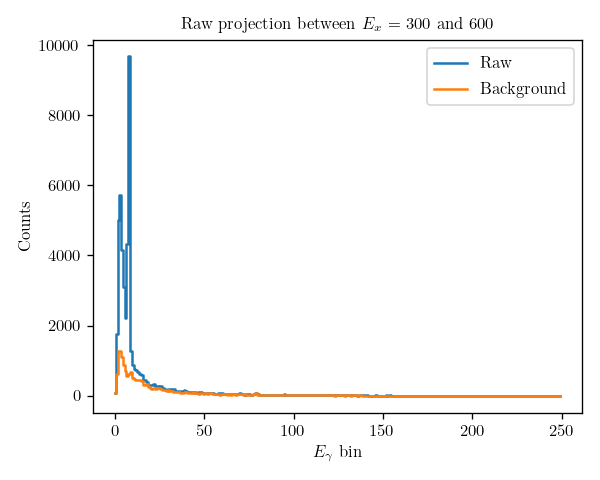 Raw projection between $E_x$ = 300 and 600
Raw
Background
Counts
10000
8000
6000
4000
2000
0
0 50 100 150 200 250
$E_\gamma$ bin